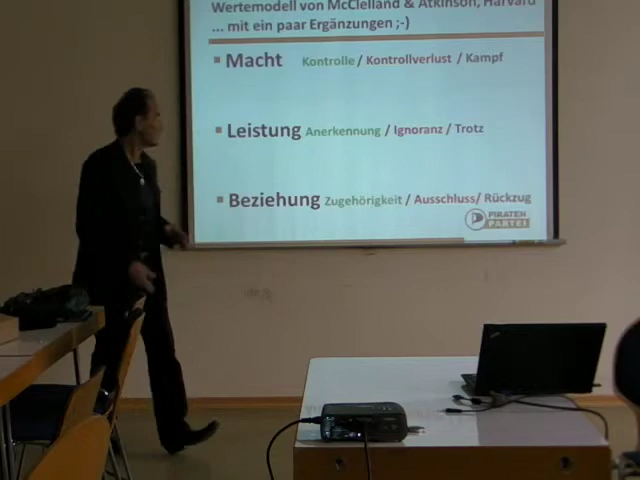 Wertemodell von McClelland & Atkinson, Harvard
... mit ein paar Ergänzungen ;-)
Macht Kontrolle / Kontrollverlust / Kampf
Leistung Anerkennung / Ignoranz / Trotz
Beziehung Zugehörigkeit / Ausschluss/ Rückzug
PIRATEN
PARTEI